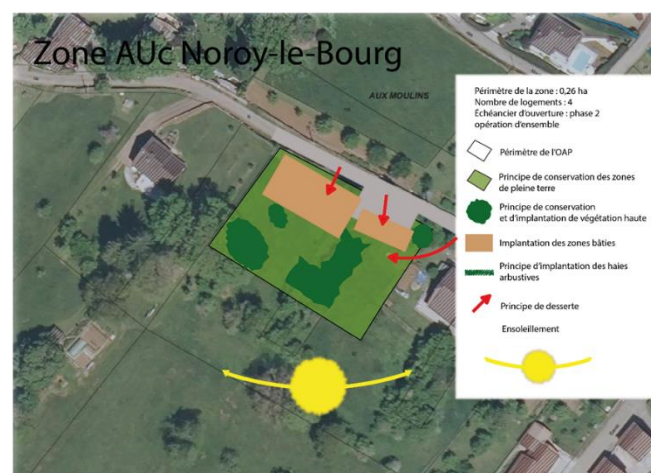 Zone AUc Noroy-le-Bourg
AUX MOULINS
Périmètre de la zone : 0,26 ha
Nombre de logements : 4
Échéancier d'ouverture : phase 2
opération d'ensemble
Périmètre de l'OAP
Principe de conservation des zones
de pleine terre
Principe de conservation
et d'implantation de végétation haute
Implantation des zones bâties
Principe d'implantation des haies
arbustives
Principe de desserte
Ensoleillement